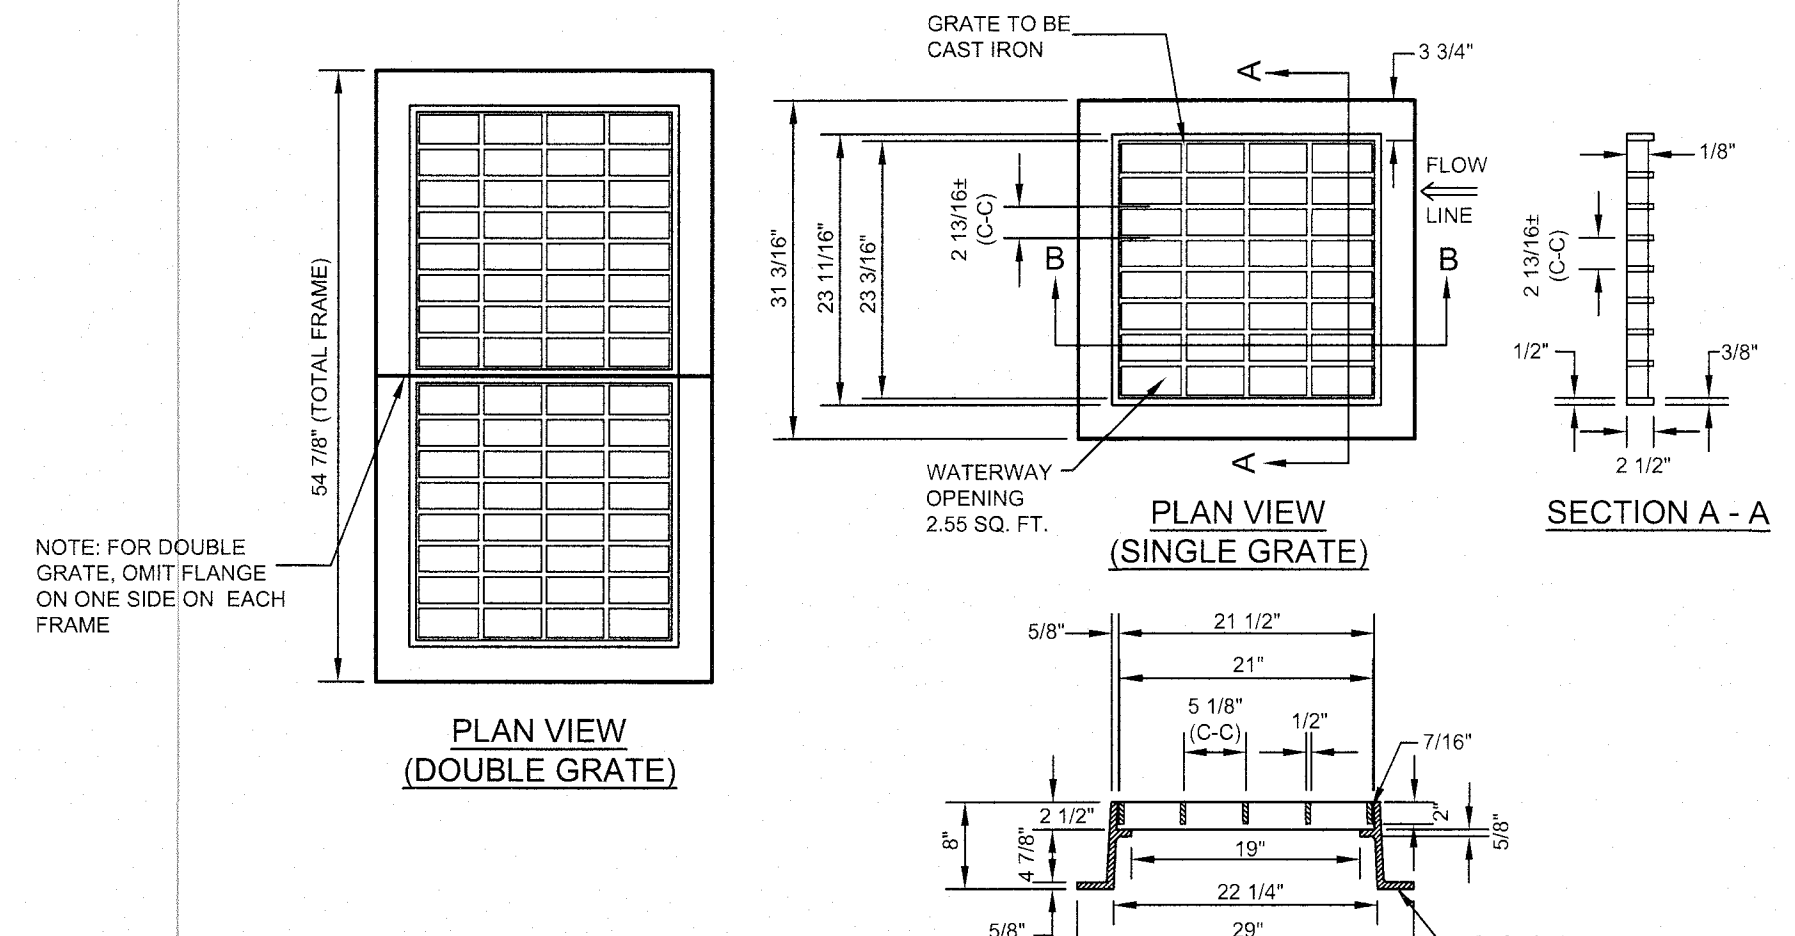 54 7/8" (TOTAL FRAME)
NOTE: FOR DOUBLE
GRATE, OMIT FLANGE
ON ONE SIDE ON EACH
FRAME
PLAN VIEW
(DOUBLE GRATE)
GRATE TO BE
CAST IRON
A
3 3/4"
31 3/16"
23 11/16"
23 3/16"
2 13/16±
(C-C)
FLOW
LINE
B
B
A
WATERWAY
OPENING
2.55 SQ. FT.
PLAN VIEW
(SINGLE GRATE)
1/8"
2 13/16±
(C-C)
1/2"
3/8"
2 1/2"
SECTION A - A
5/8"
21 1/2"
21"
5 1/8"
(C-C)
1/2"
7/16"
8"
2 1/2"
4 7/8"
2"
5/8"
19"
22 1/4"
5/8"
29"